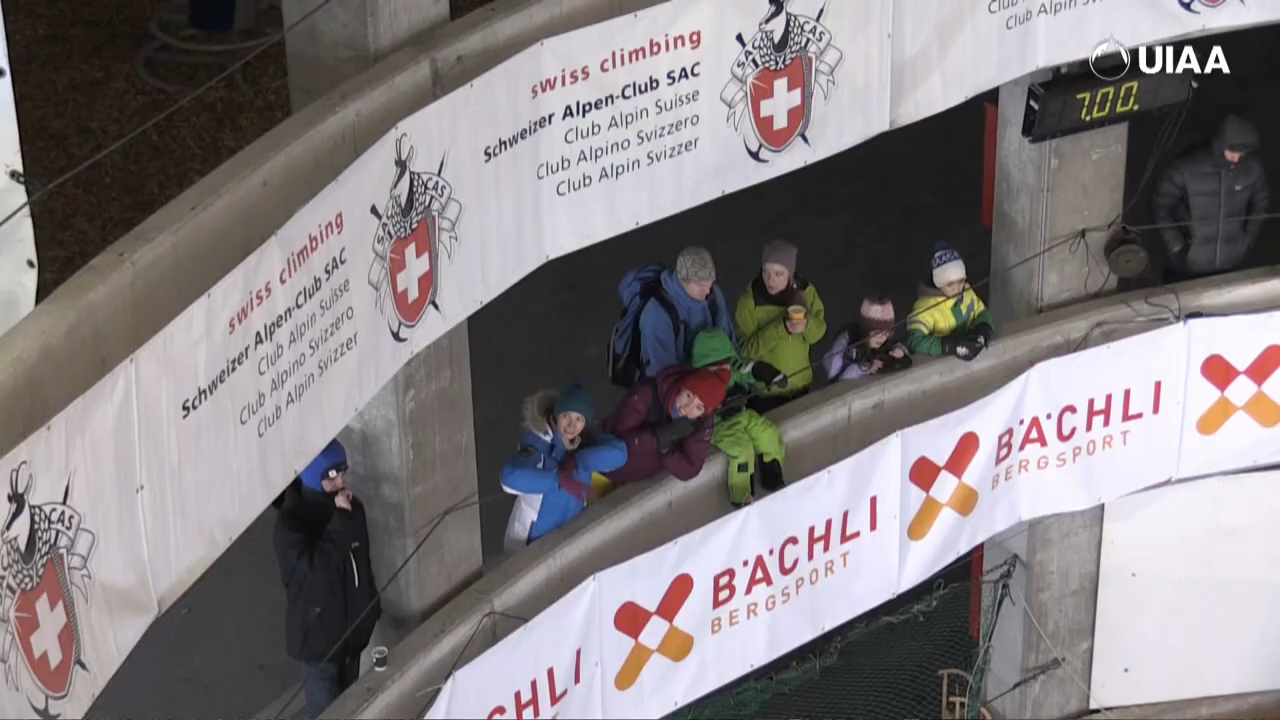 Club Alpin Svizzer
UIAA
7.00.
swiss climbing
Schweizer Alpen-Club SAC
Club Alpin Suisse
Club Alpino Svizzero
Club Alpin Svizzer
SAC CAS
swiss climbing
Schweizer Alpen-Club SAC
Club Alpin Suisse
Club Alpino Svizzero
Club Alpin Svizzer
SAC CAS
CAS
BÄCHLI
BERGSPORT
BÄCHLI
BERGSPORT
CHLI